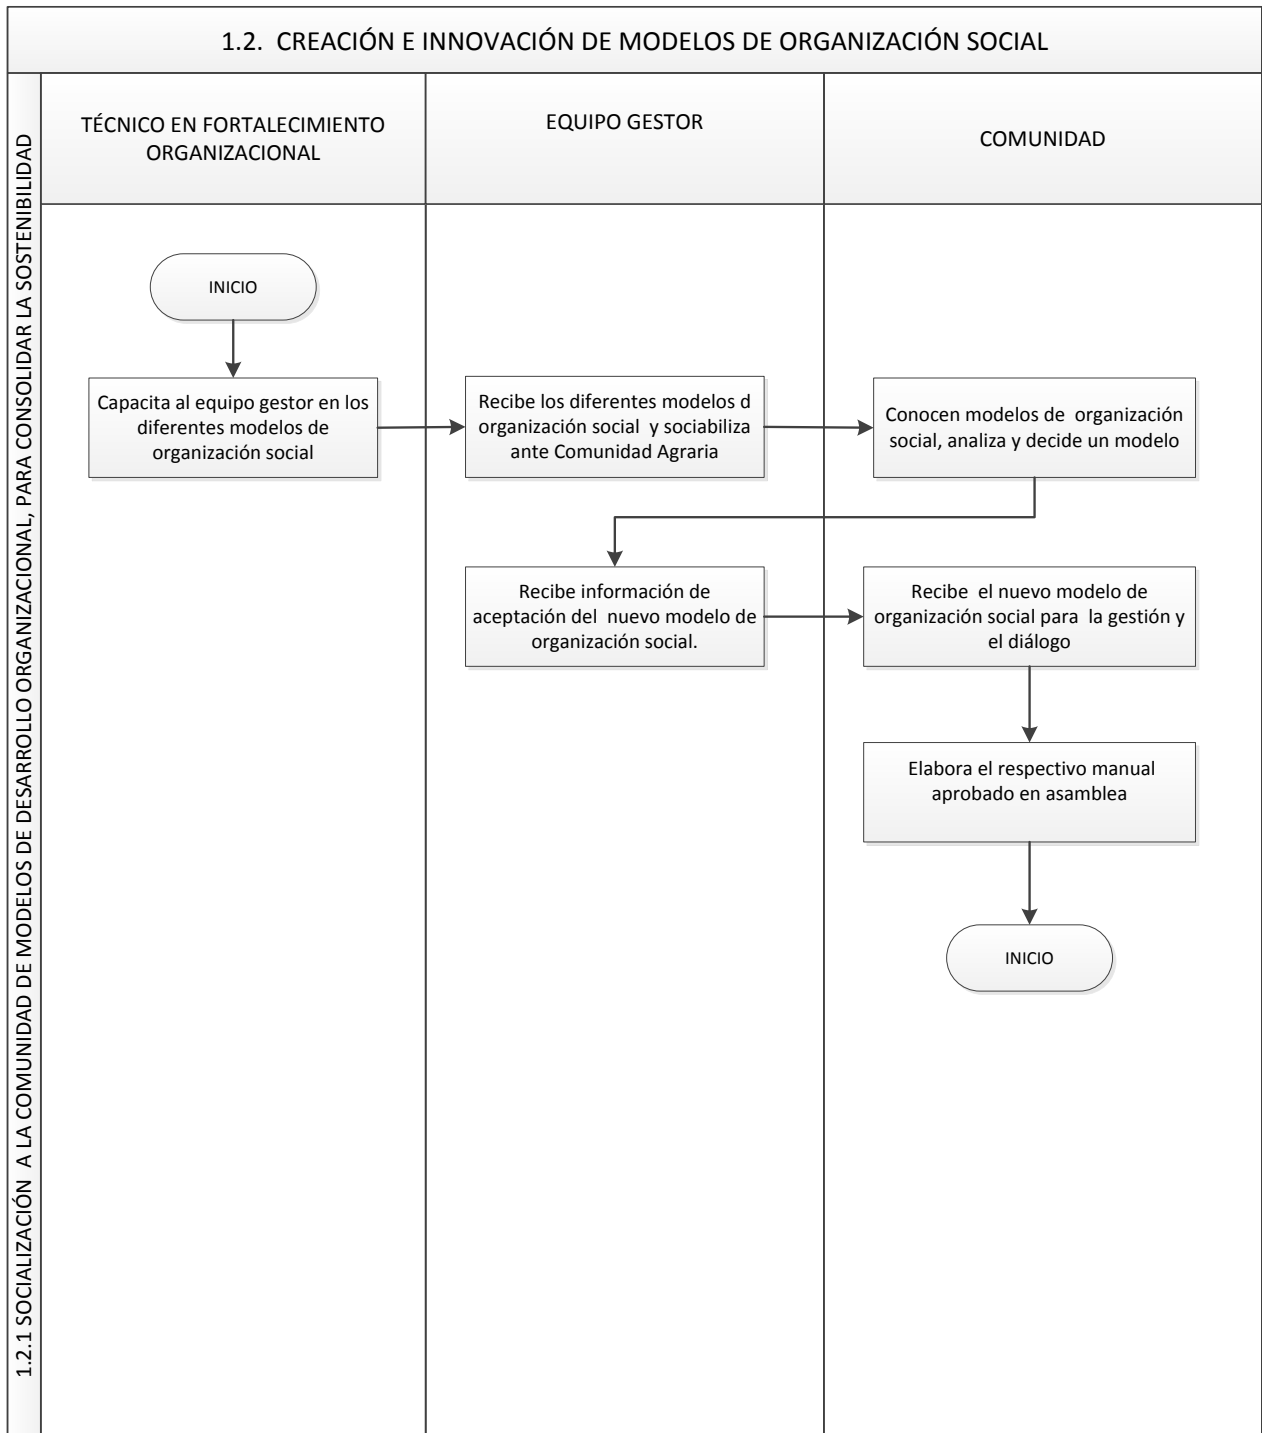 1.2. CREACIÓN E INNOVACIÓN DE MODELOS DE ORGANIZACIÓN SOCIAL
1.2.1 SOCIALIZACIÓN A LA COMUNIDAD DE MODELOS DE DESARROLLO ORGANIZACIONAL, PARA CONSOLIDAR LA SOSTENIBILIDAD
TÉCNICO EN FORTALECIMIENTO
ORGANIZACIONAL
EQUIPO GESTOR
COMUNIDAD
INICIO
Capacita al equipo gestor en los
diferentes modelos de
organización social
Recibe los diferentes modelos d
organización social y sociabiliza
ante Comunidad Agraria
Conocen modelos de organización
social, analiza y decide un modelo
Recibe información de
aceptación del nuevo modelo de
organización social.
Recibe el nuevo modelo de
organización social para la gestión y
el diálogo
Elabora el respectivo manual
aprobado en asamblea
INICIO